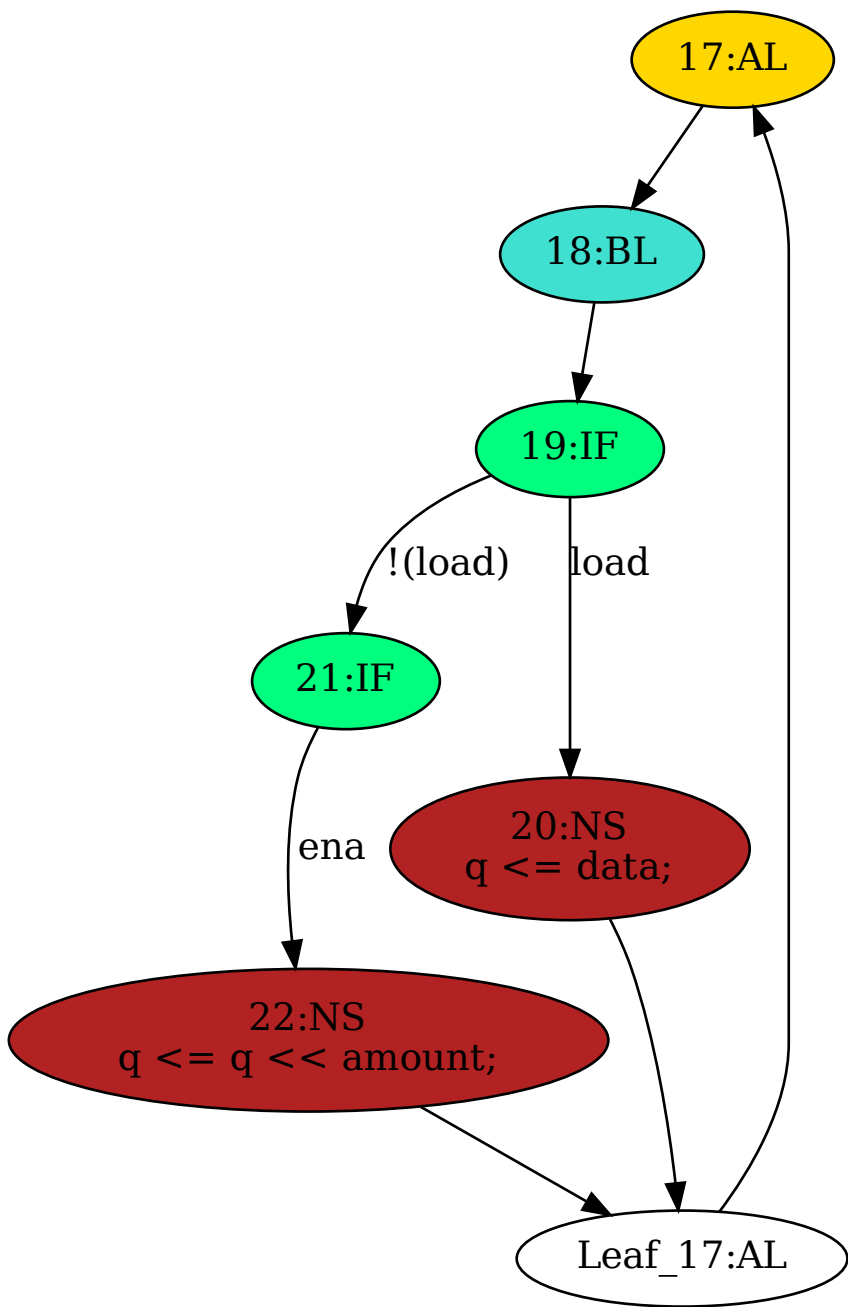 17:AL
18:BL
19:IF
!(load)
load
21:IF
20:NS
q <= data;
ena
22:NS
q <= q << amount;
Leaf_17:AL